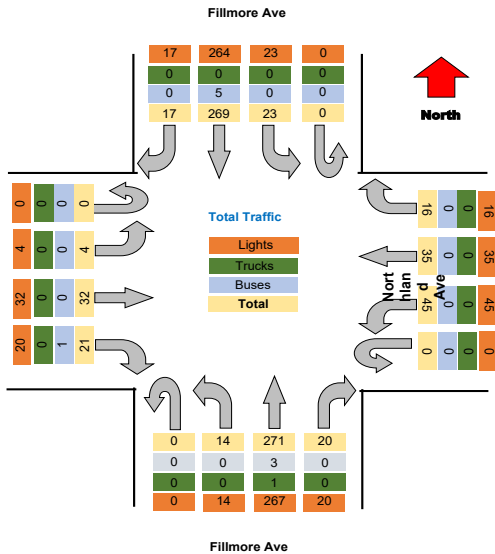 Fillmore Ave
17 264 23 0
0 0 0 0
0 5 0 0
17 269 23 0
North
0 0 0 0
4 0 0 4
32 0 0 32
20 0 1 21
Total Traffic
Lights
Trucks
Buses
Total
16 0 0 16
35 0 0 35
45 0 0 45
0 0 0 0
Nort
hlan
d
Ave
0 14 271 20
0 0 3 0
0 0 1 0
0 14 267 20
Fillmore Ave